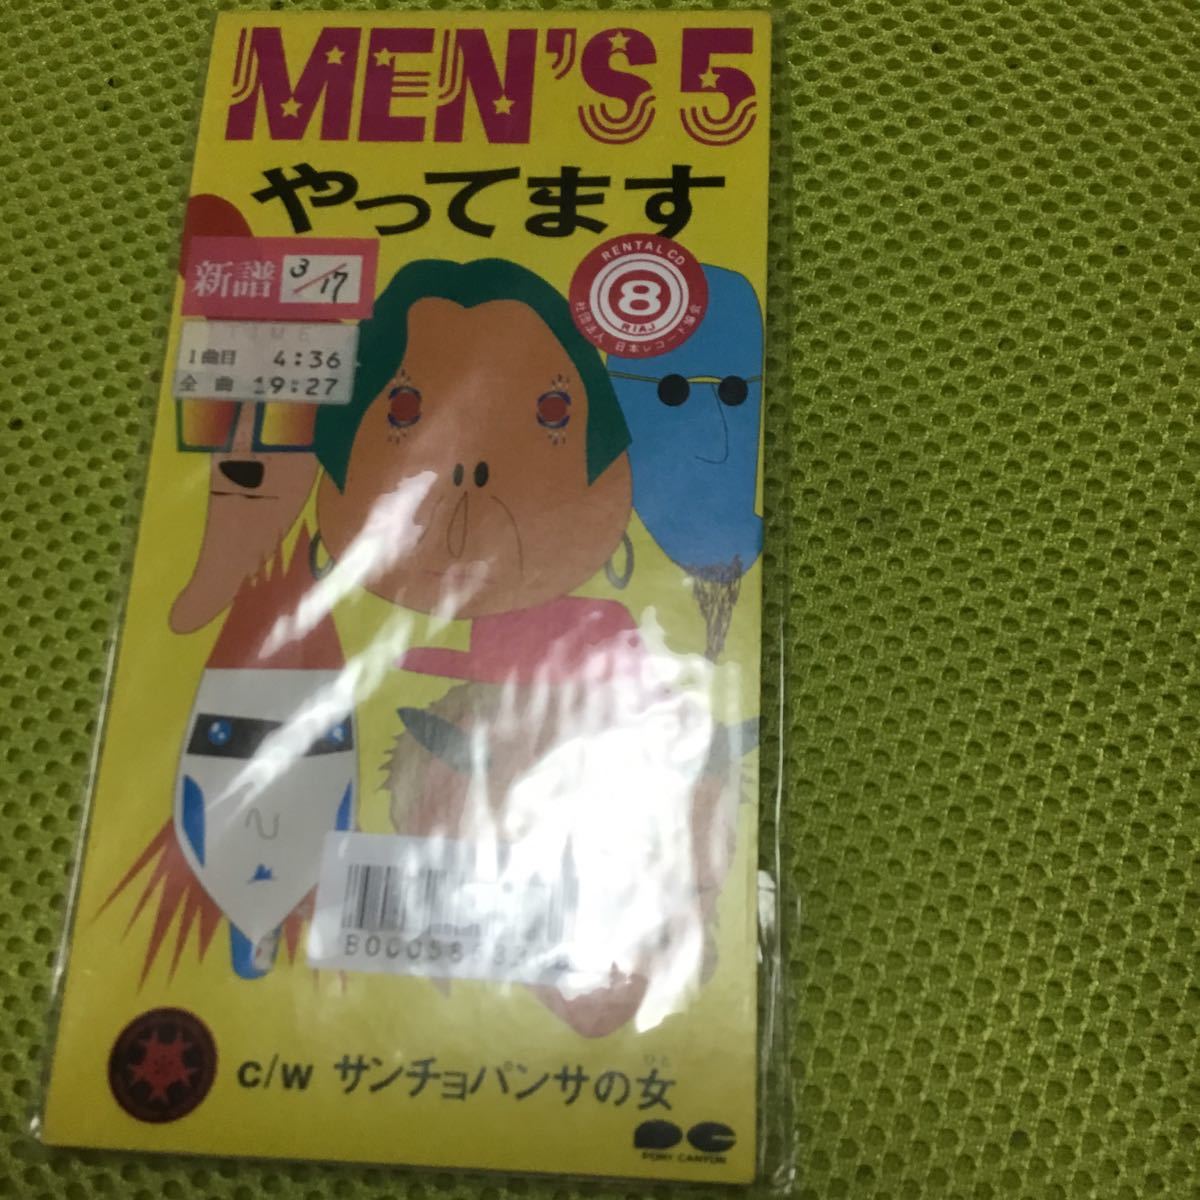 MEN'S 5
やってます
新譜 3/17
RENTAL CD
8
RIAJ
社団法人 日本レコード協会
1曲目 4:36
全曲 19:27
c/w サンチョパンサの女
ひと
PONY CANYON